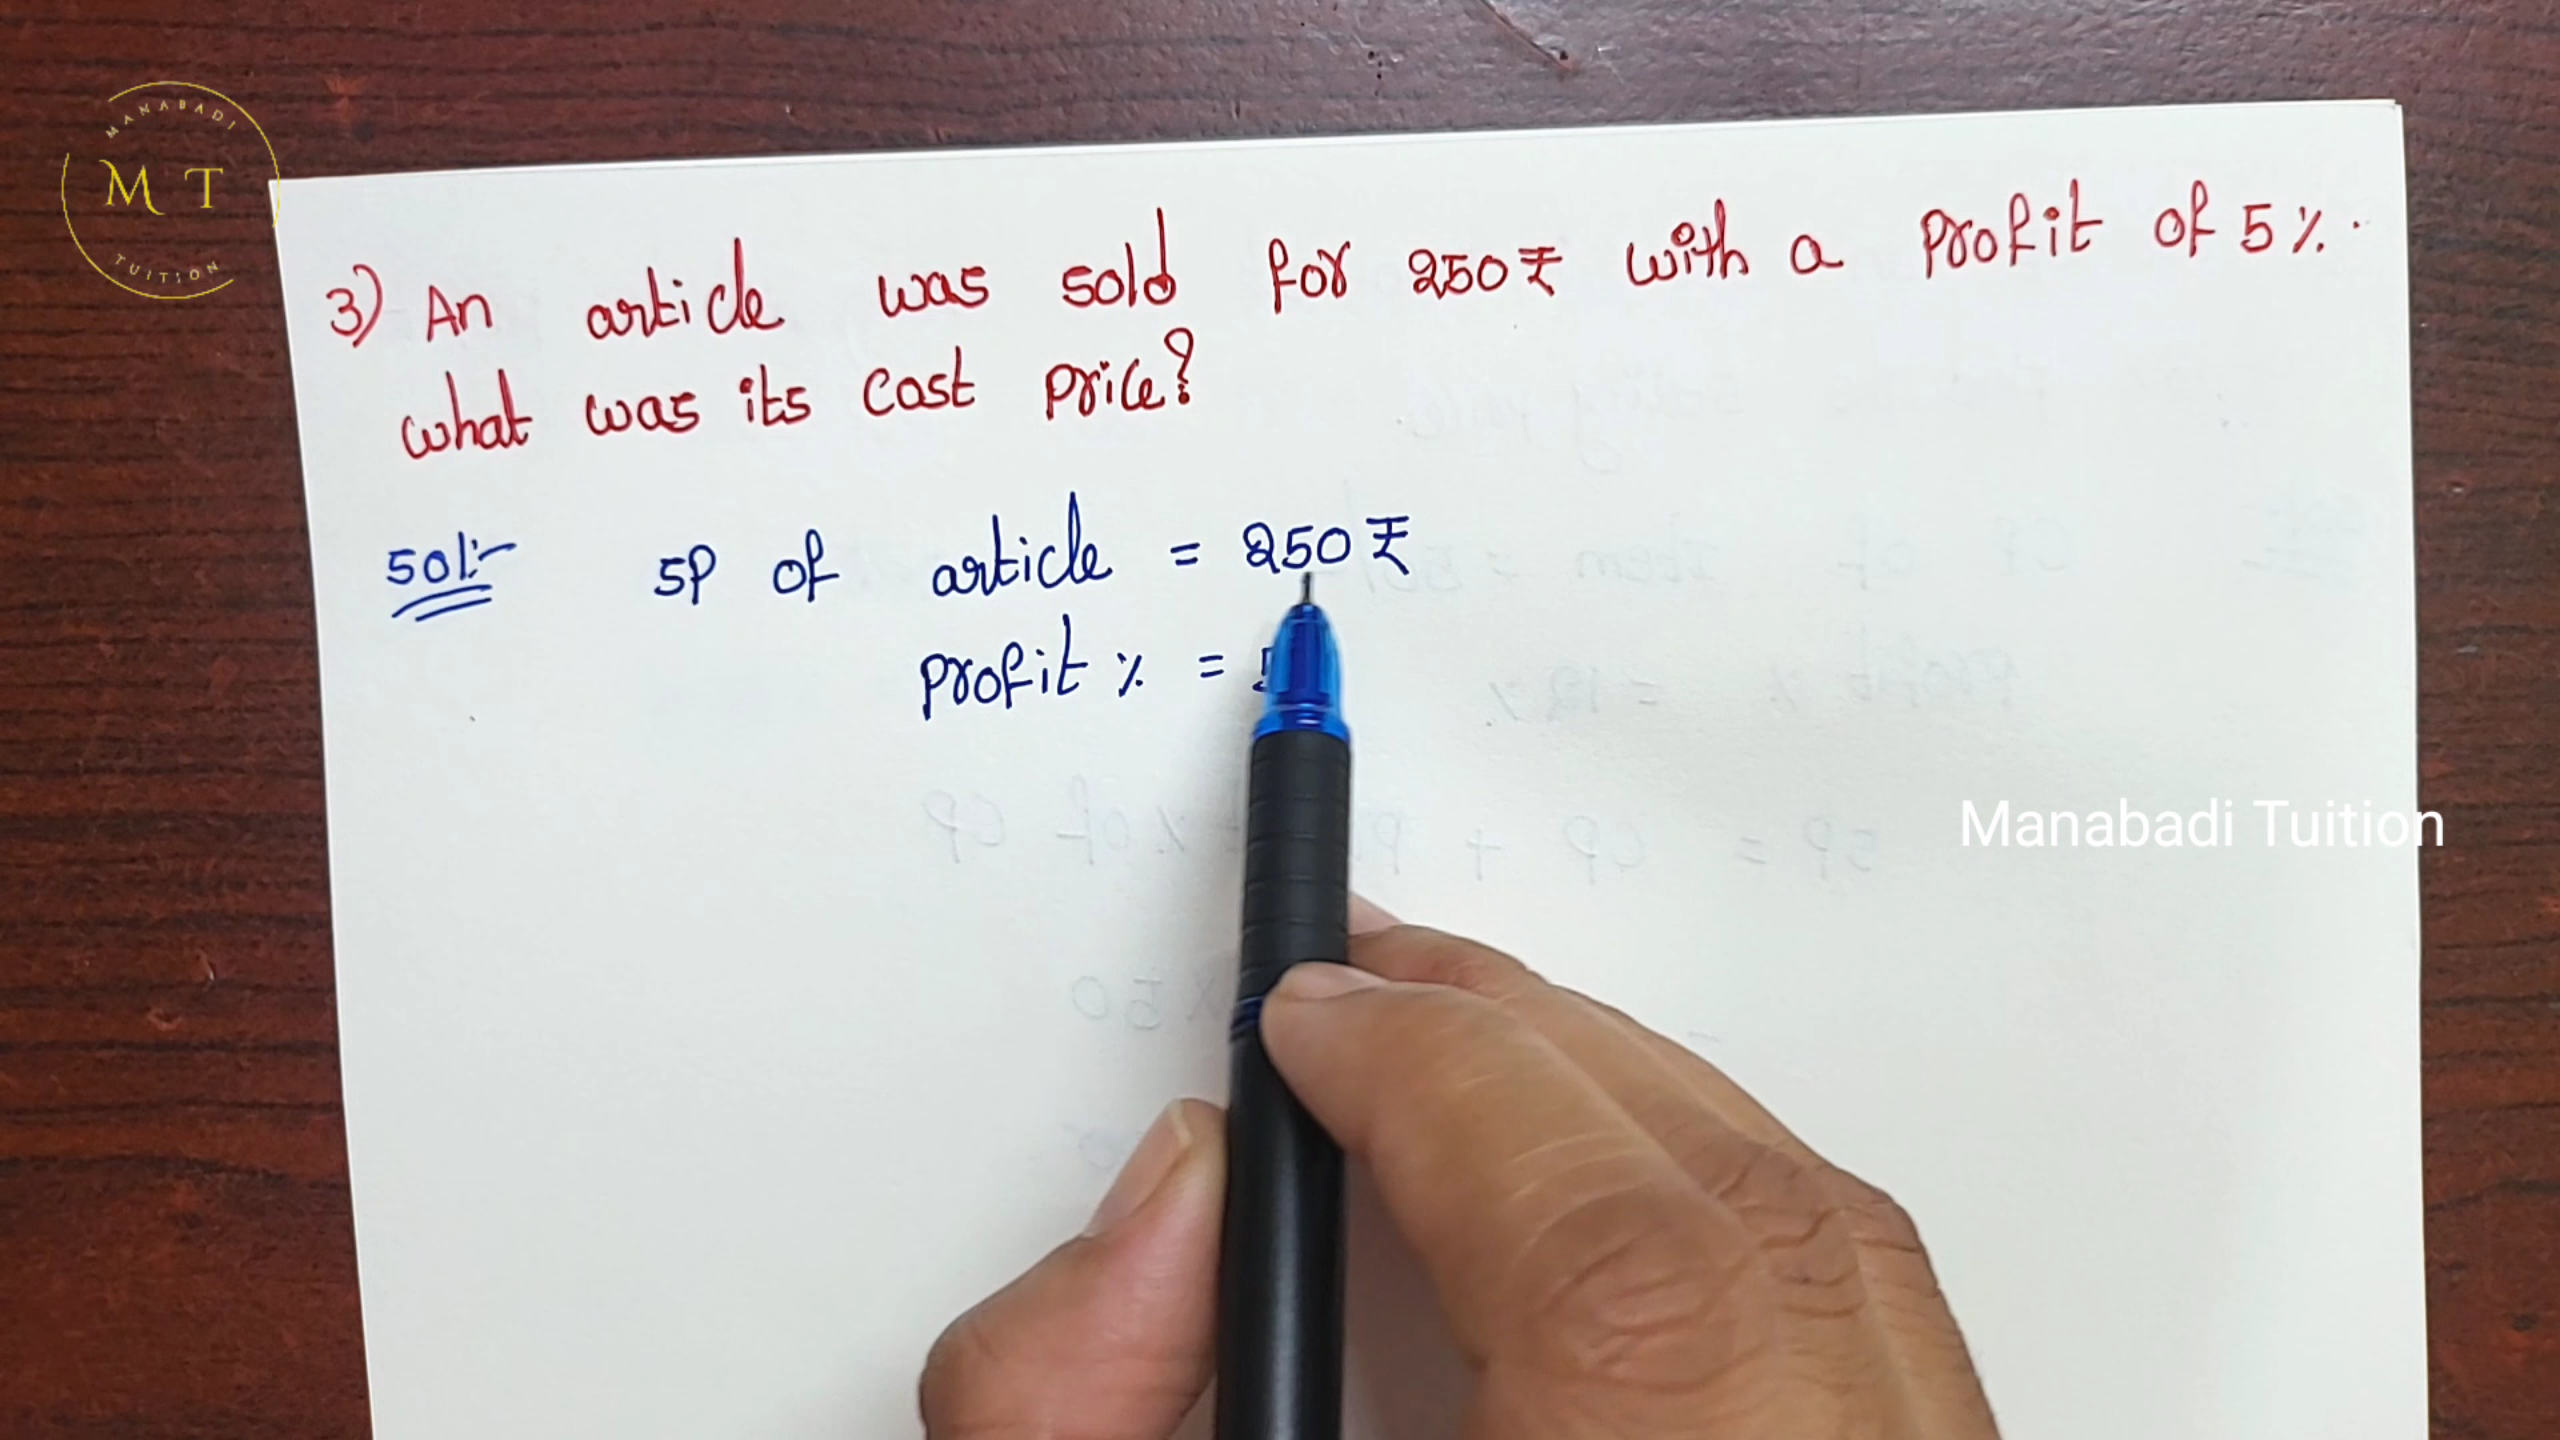 MANABADI
M T
TUITION
3) An article was sold for 250₹ with a profit of 5%.
what was its cost price?
Sol:- SP of article = 250₹
Profit % = 5
Manabadi Tuition